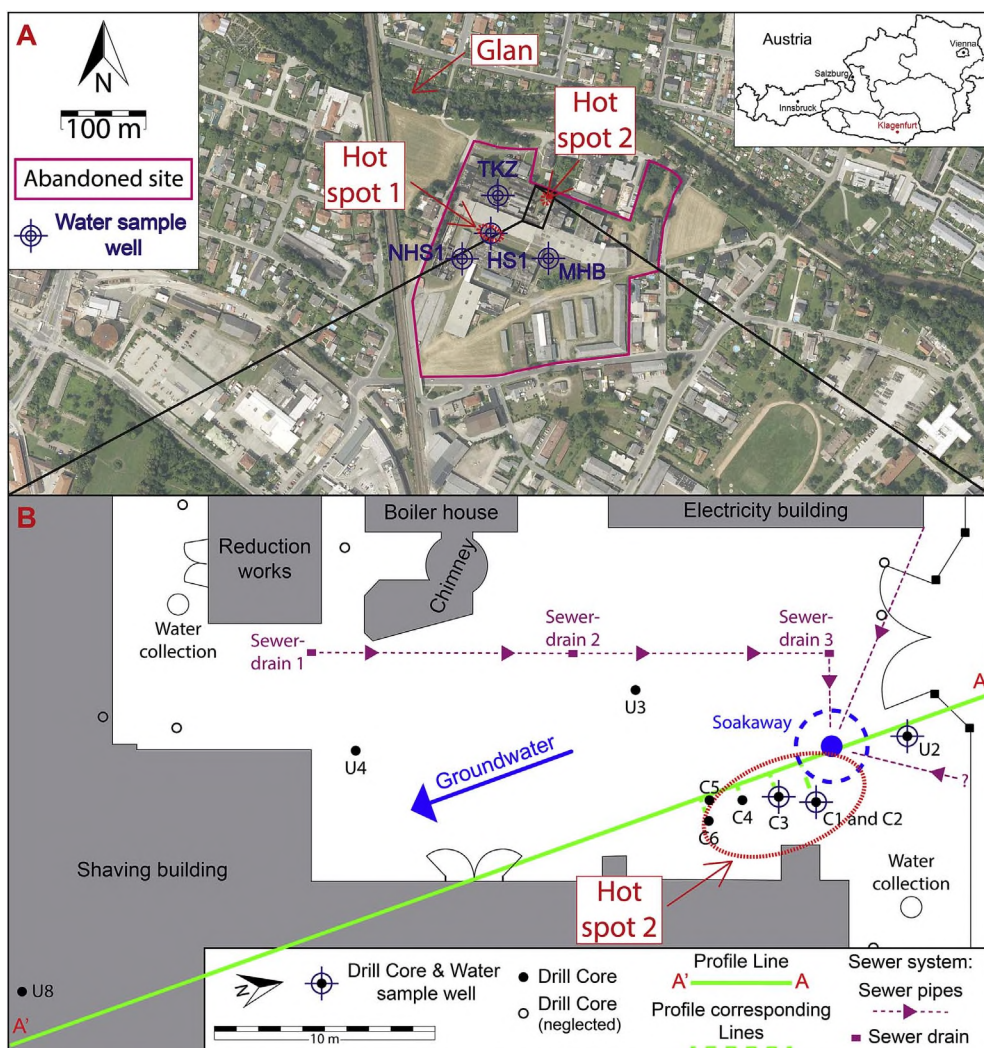 A
N
100 m
Abandoned site
Water sample
well
Glan
Hot
spot 1
Hot
spot 2
TKZ
NHS1
HS1
MHB
Austria
Vienna
Salzburg
Innsbruck
Klagenfurt
B
Boiler house
Electricity building
Reduction
works
Chimney
Water
collection
Sewer-
drain 1
Sewer-
drain 2
Sewer-
drain 3
A
U3
Soakaway
U2
U4
Groundwater
?
C5
C4
C3
C1 and C2
C6
Shaving building
Water
collection
Hot
spot 2
U8
A'
N
Drill Core & Water
sample well
10 m
Drill Core
Drill Core
(neglected)
Profile Line
A'
A
Profile corresponding
Lines
Sewer system:
Sewer pipes
Sewer drain